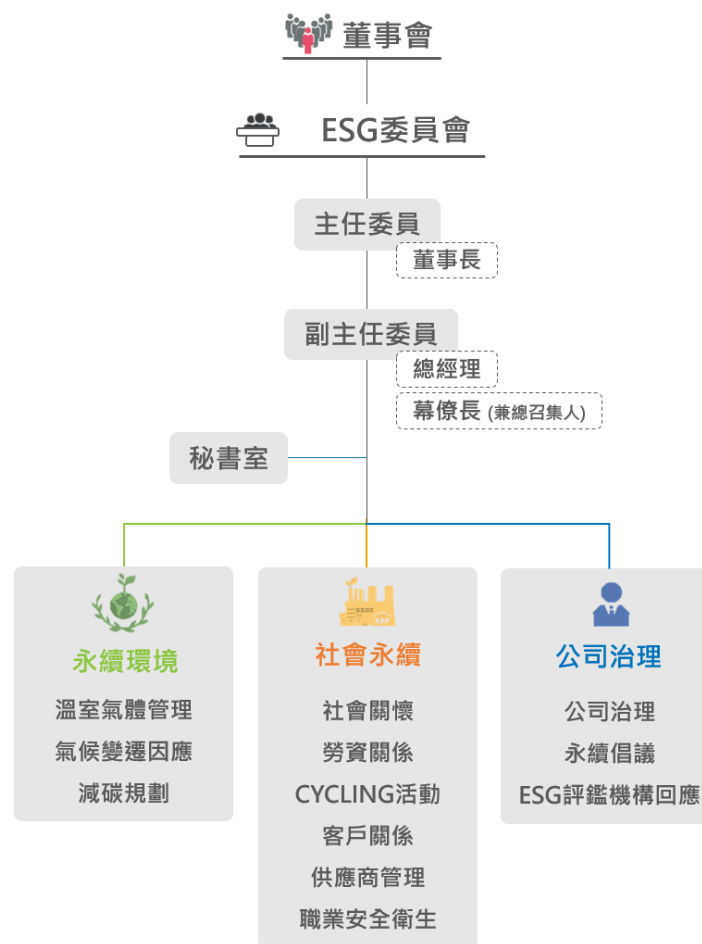 董事會
ESG委員會
主任委員
董事長
副主任委員
總經理
幕僚長 (兼總召集人)
秘書室
永續環境
溫室氣體管理
氣候變遷因應
減碳規劃
社會永續
社會關懷
勞資關係
CYCLING活動
客戶關係
供應商管理
職業安全衛生
公司治理
公司治理
永續倡議
ESG評鑑機構回應